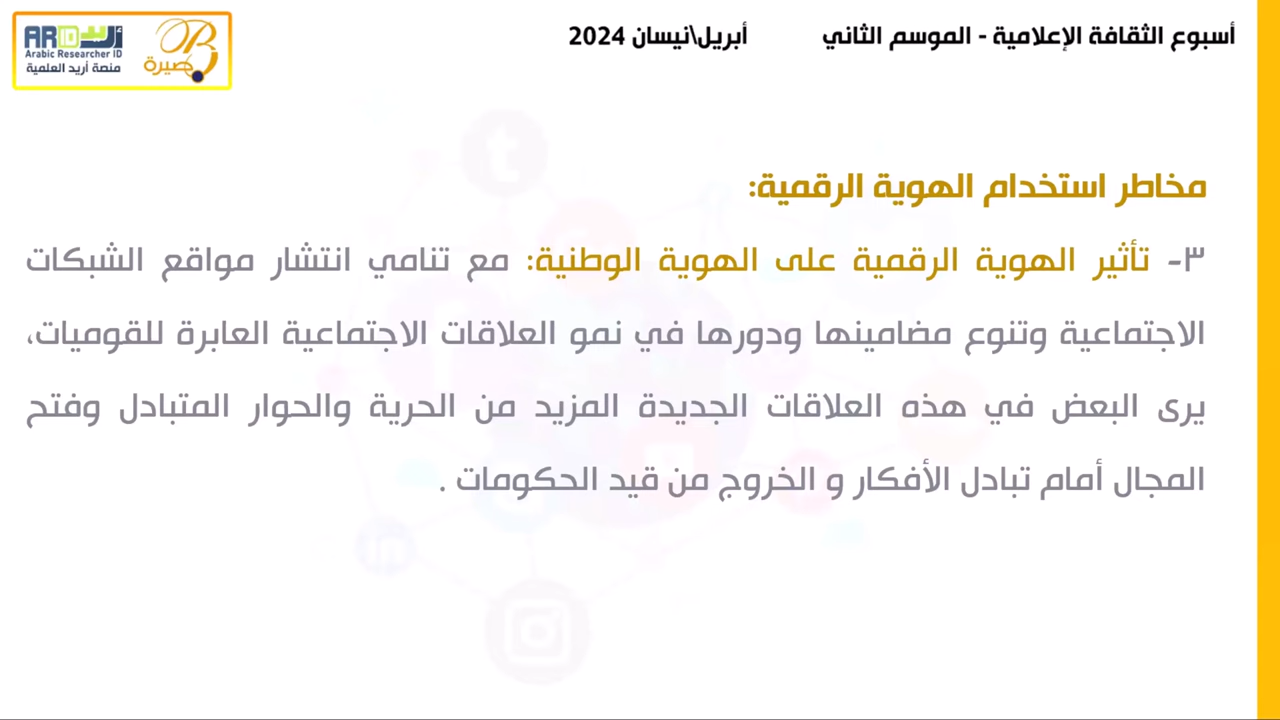 أسبوع الثقافة الإعلامية - الموسم الثاني أبريل\نيسان 2024
ARID أريد
Arabic Researcher ID
منصة أريد العلمية
بصيرة
مخاطر استخدام الهوية الرقمية:
٣- تأثير الهوية الرقمية على الهوية الوطنية: مع تنامي انتشار مواقع الشبكات
الاجتماعية وتنوع مضامينها ودورها في نمو العلاقات الاجتماعية العابرة للقوميات،
يرى البعض في هذه العلاقات الجديدة المزيد من الحرية والحوار المتبادل وفتح
المجال أمام تبادل الأفكار و الخروج من قيد الحكومات .